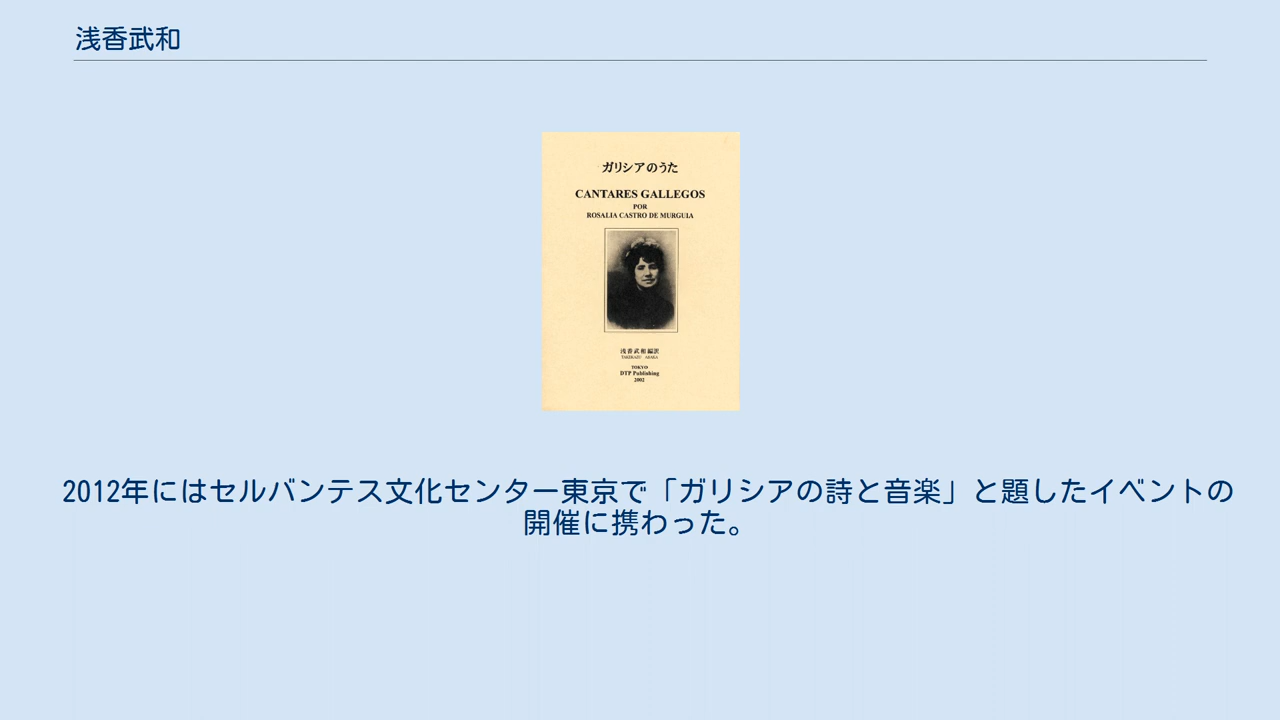 浅香武和
ガリシアのうた
CANTARES GALLEGOS
POR
ROSALIA CASTRO DE MURGUIA
浅香武和編訳
TAKEKAZU ASAKA
TOKYO
DTP Publishing
2002
2012年にはセルバンテス文化センター東京で「ガリシアの詩と音楽」と題したイベントの
開催に携わった。